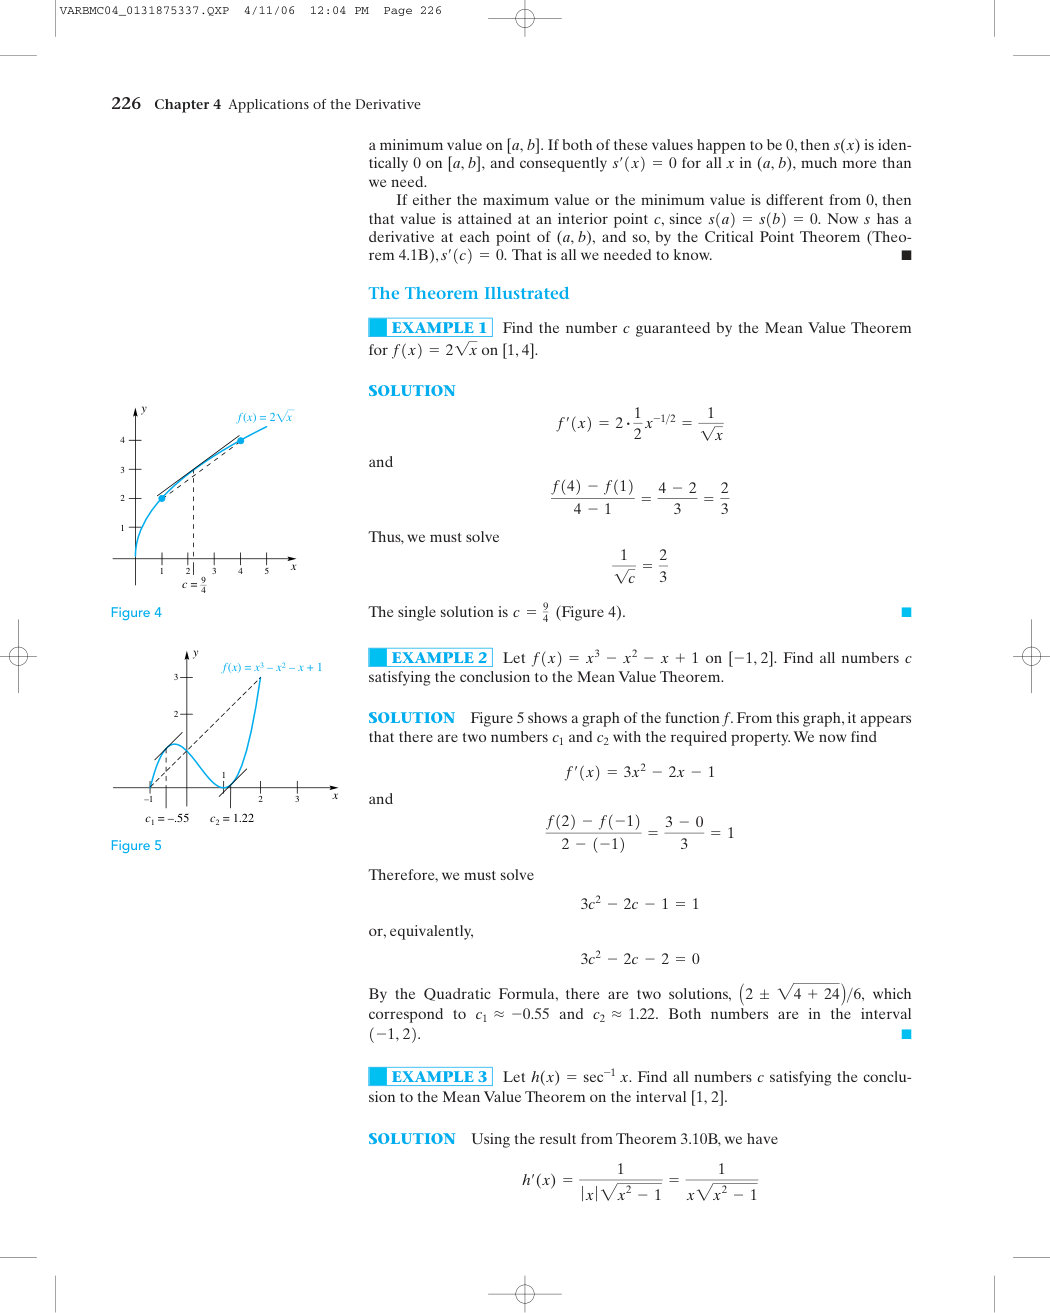 VARBMC04_0131875337.QXP 4/11/06 12:04 PM Page 226
226 Chapter 4 Applications of the Derivative
a minimum value on [a, b]. If both of these values happen to be 0, then s(x) is iden-
tically 0 on [a, b], and consequently s′(x) = 0 for all x in (a, b), much more than
we need.
If either the maximum value or the minimum value is different from 0, then
that value is attained at an interior point c, since s(a) = s(b) = 0. Now s has a
derivative at each point of (a, b), and so, by the Critical Point Theorem (Theo-
rem 4.1B), s′(c) = 0. That is all we needed to know. ■
The Theorem Illustrated
EXAMPLE 1 Find the number c guaranteed by the Mean Value Theorem
for f(x) = 2√x on [1, 4].
SOLUTION
f′(x) = 2 · 1/2 x^(−1/2) = 1/√x
and
(f(4) − f(1))/(4 − 1) = (4 − 2)/3 = 2/3
Thus, we must solve
1/√c = 2/3
The single solution is c = 9/4 (Figure 4). ■
y
f(x) = 2√x
4
3
2
1
1 2 3 4 5 x
c = 9/4
Figure 4
EXAMPLE 2 Let f(x) = x³ − x² − x + 1 on [−1, 2]. Find all numbers c
satisfying the conclusion to the Mean Value Theorem.
SOLUTION Figure 5 shows a graph of the function f. From this graph, it appears
that there are two numbers c₁ and c₂ with the required property. We now find
f′(x) = 3x² − 2x − 1
and
(f(2) − f(−1))/(2 − (−1)) = (3 − 0)/3 = 1
y
f(x) = x³ – x² – x + 1
3
2
1
–1 2 3 x
c₁ = –.55 c₂ = 1.22
Figure 5
Therefore, we must solve
3c² − 2c − 1 = 1
or, equivalently,
3c² − 2c − 2 = 0
By the Quadratic Formula, there are two solutions, (2 ± √(4 + 24))/6, which
correspond to c₁ ≈ −0.55 and c₂ ≈ 1.22. Both numbers are in the interval
(−1, 2). ■
EXAMPLE 3 Let h(x) = sec⁻¹ x. Find all numbers c satisfying the conclu-
sion to the Mean Value Theorem on the interval [1, 2].
SOLUTION Using the result from Theorem 3.10B, we have
h′(x) = 1/(|x|√(x² − 1)) = 1/(x√(x² − 1))